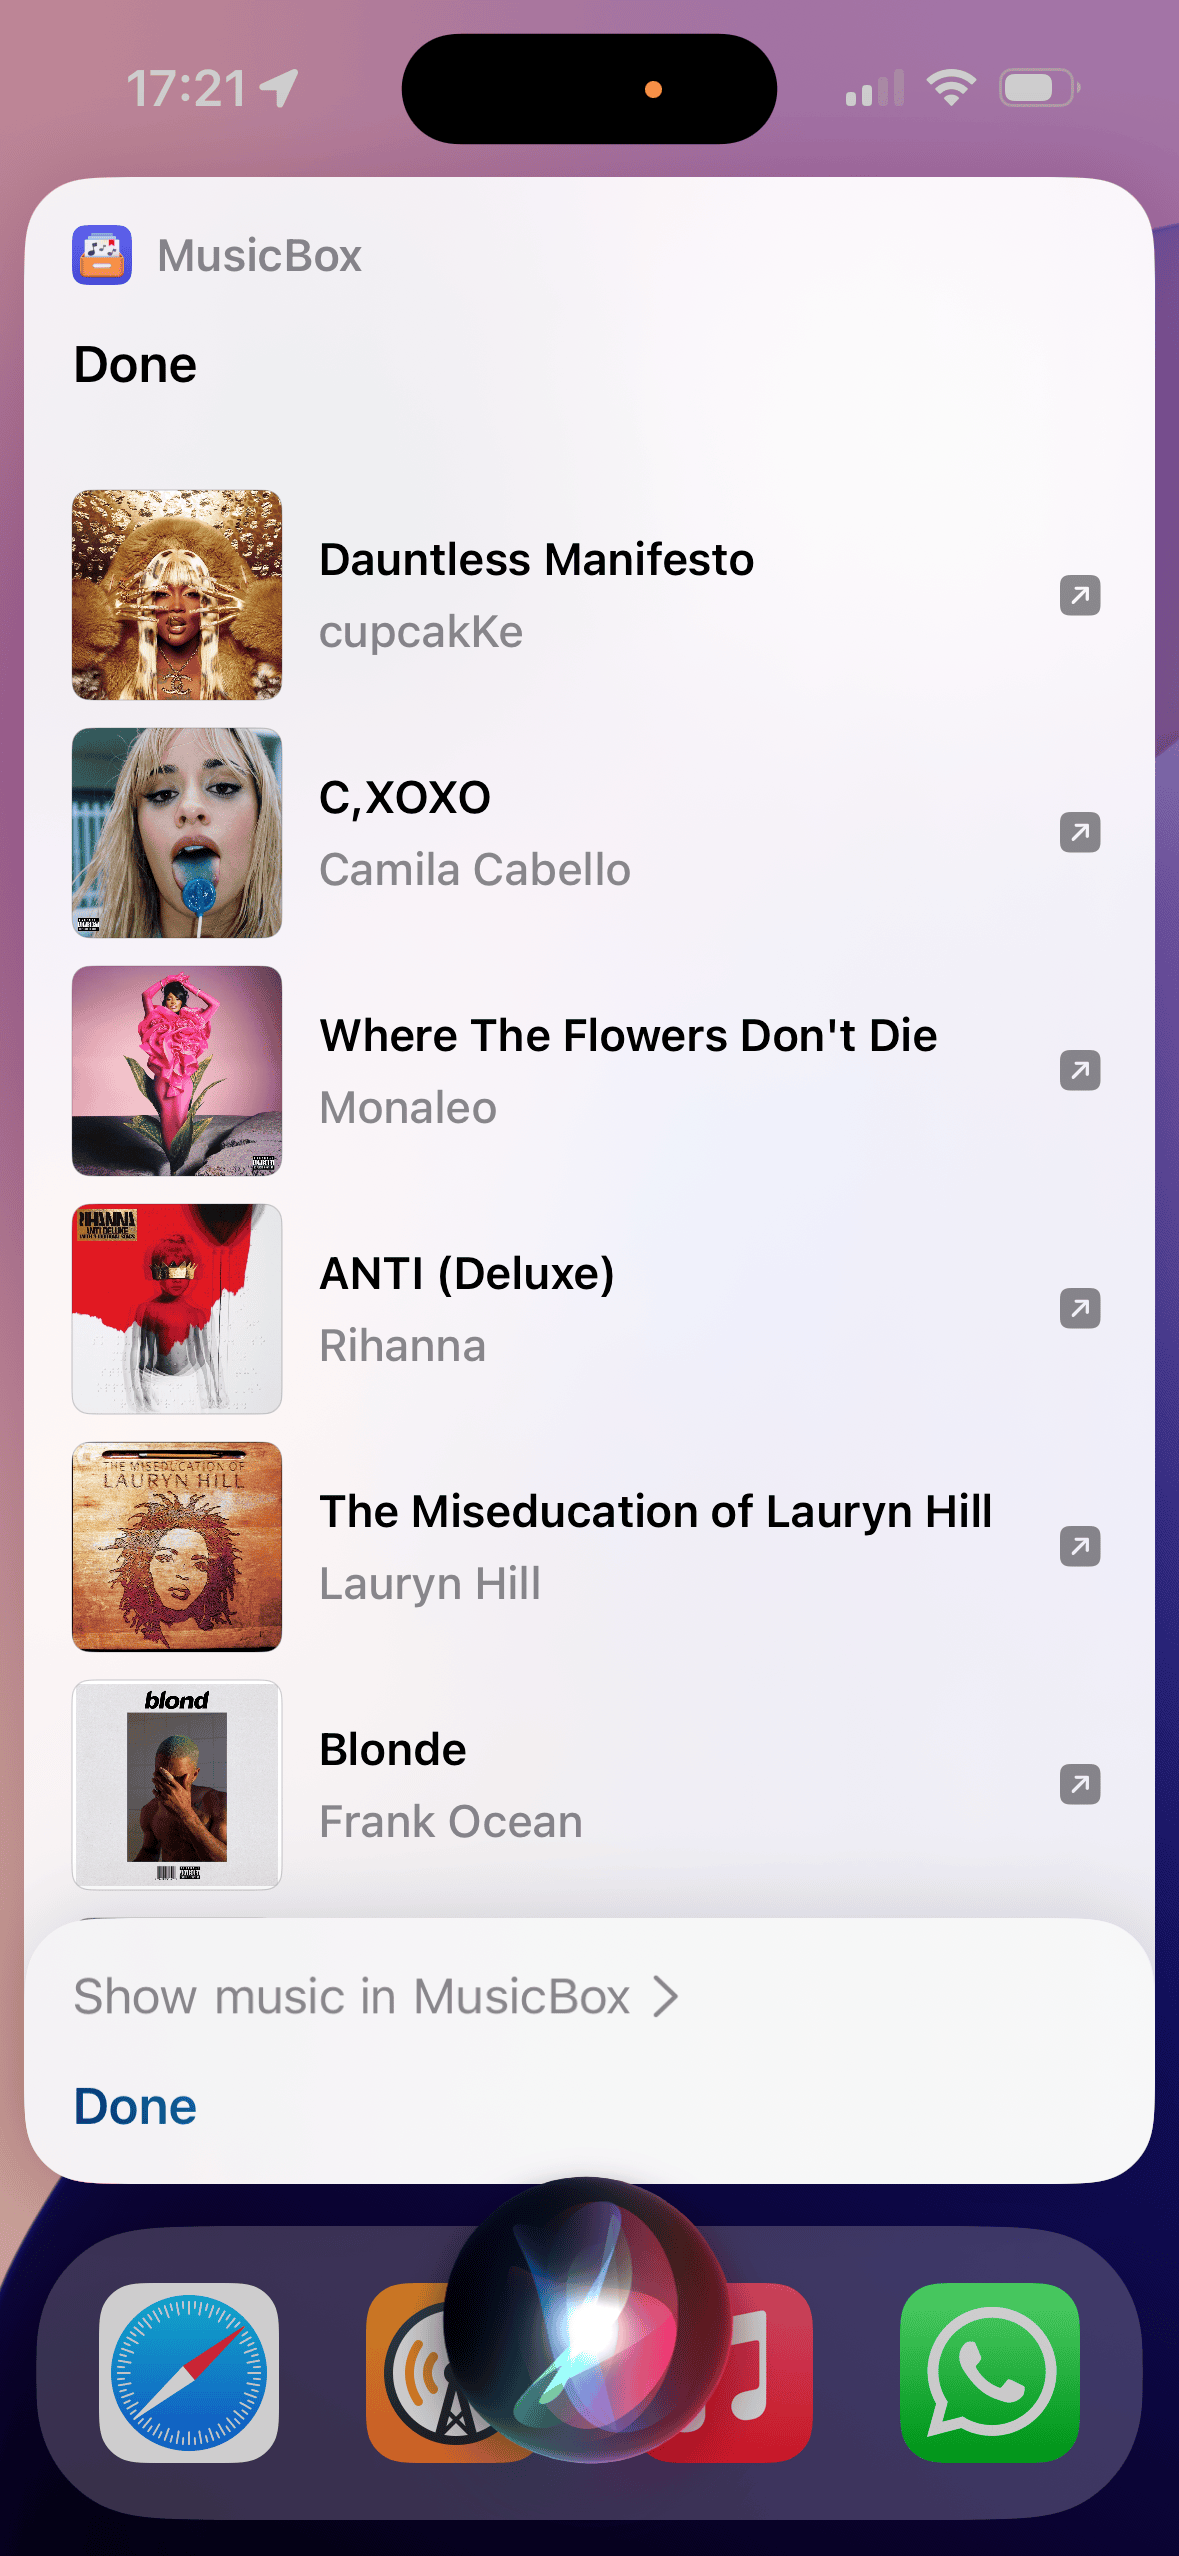 17:21
MusicBox
Done
Dauntless Manifesto
cupcakKe
C,XOXO
Camila Cabello
Where The Flowers Don't Die
Monaleo
RIHANNA
ANTI DELUXE
ANTI (Deluxe)
Rihanna
THE MISEDUCATION OF
LAURYN HILL
The Miseducation of Lauryn Hill
Lauryn Hill
blond
Blonde
Frank Ocean
Show music in MusicBox
Done